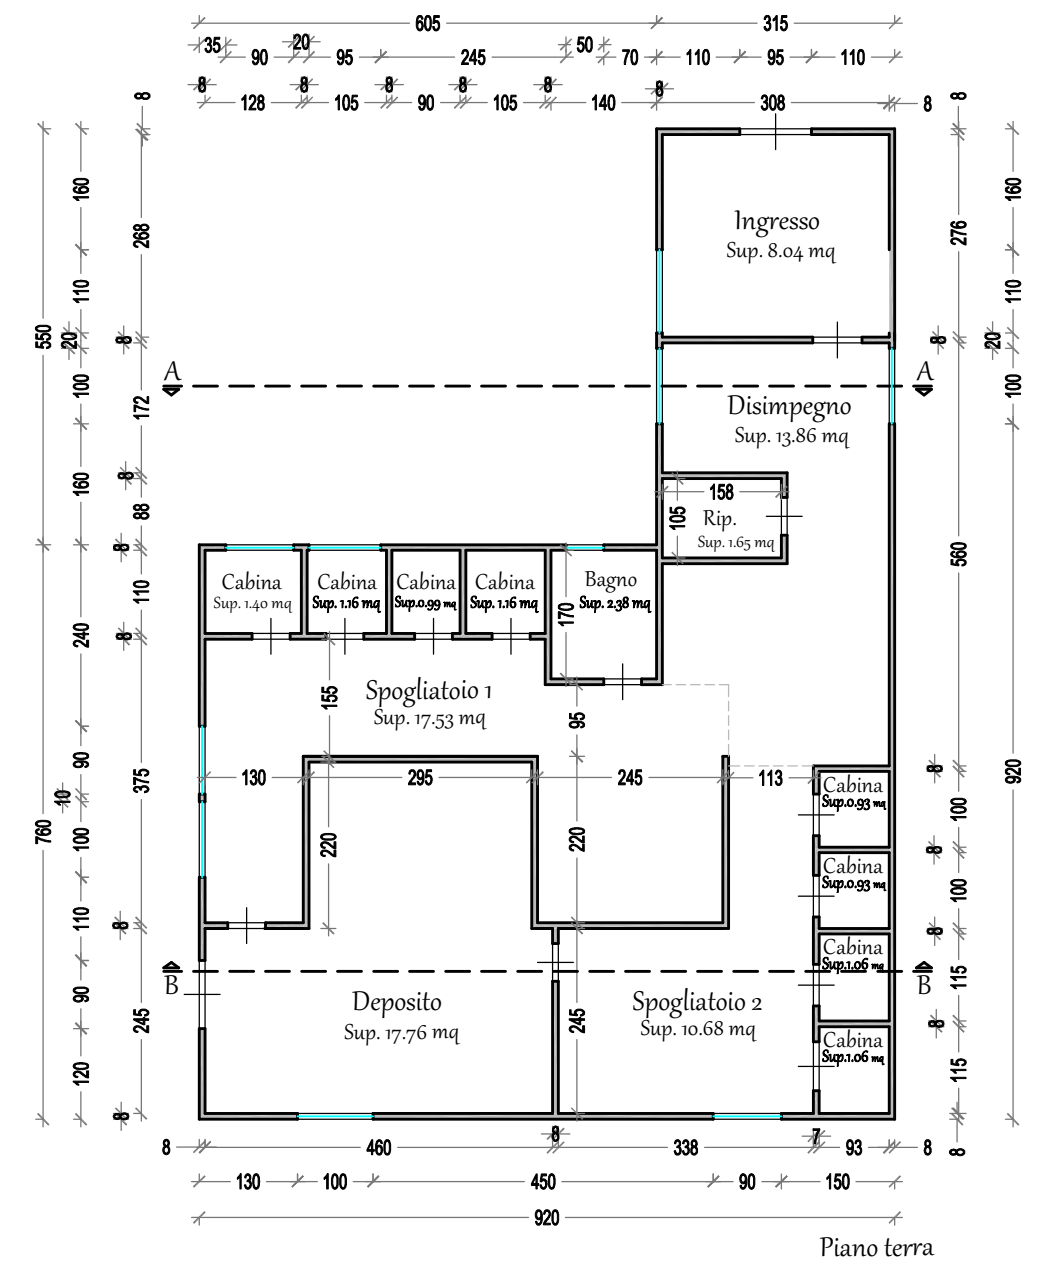 605 315
35 20 50
90 95 245 70 110 95 110
8 8 8 8 8 8
8 128 105 90 105 140 308 8 8
160 268 276 160
Ingresso
Sup. 8.04 mq
110 110
550 20 8 8 20
A A
100 172 100
Disimpegno
Sup. 13.86 mq
160 8
158
88 105 Rip.
Sup. 1.65 mq
8 560
110
Cabina Cabina Cabina Cabina Bagno
Sup. 1.40 mq Sup. 1.16 mq Sup.0.99 mq Sup. 1.16 mq Sup. 2.38 mq
170
240 8
155 Spogliatoio 1
Sup. 17.53 mq
95
90 375 130 295 245 113 8 920
Cabina
Sup.0.93 mq
10 100
760 100 220 220 8
Cabina
Sup.0.93 mq
100
110 8 8
Cabina
Sup.1.06 mq
B B
90 115
Deposito Spogliatoio 2
Sup. 17.76 mq Sup. 10.68 mq
245 245 8
Cabina
Sup.1.06 mq
120 115
8
8 7
8 460 338 93 8 8
130 100 450 90 150
920
Piano terra